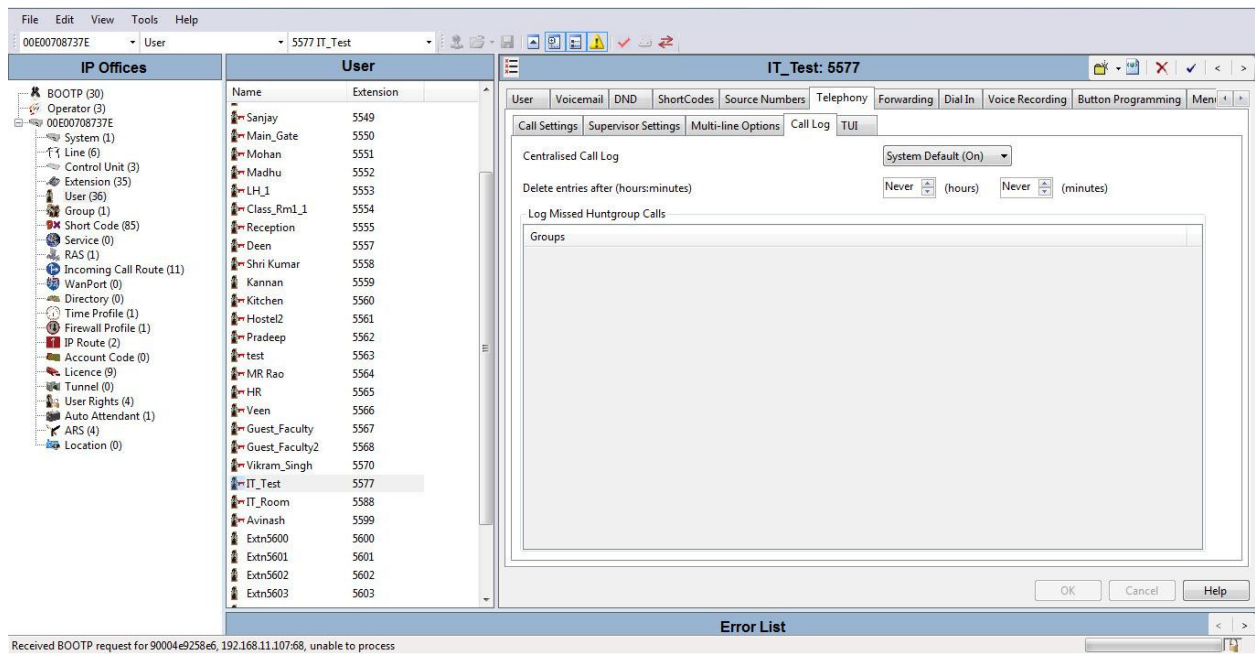 File Edit View Tools Help
00E00708737E User 5577 IT_Test
IP Offices
BOOTP (30)
Operator (3)
00E00708737E
System (1)
Line (6)
Control Unit (3)
Extension (35)
User (36)
Group (1)
Short Code (85)
Service (0)
RAS (1)
Incoming Call Route (11)
WanPort (0)
Directory (0)
Time Profile (1)
Firewall Profile (1)
IP Route (2)
Account Code (0)
Licence (9)
Tunnel (0)
User Rights (4)
Auto Attendant (1)
ARS (4)
Location (0)
User
Name Extension
Sanjay 5549
Main_Gate 5550
Mohan 5551
Madhu 5552
LH_1 5553
Class_Rm1_1 5554
Reception 5555
Deen 5557
Shri Kumar 5558
Kannan 5559
Kitchen 5560
Hostel2 5561
Pradeep 5562
test 5563
MR Rao 5564
HR 5565
Veen 5566
Guest_Faculty 5567
Guest_Faculty2 5568
Vikram_Singh 5570
IT_Test 5577
IT_Room 5588
Avinash 5599
Extn5600 5600
Extn5601 5601
Extn5602 5602
Extn5603 5603
IT_Test: 5577
User Voicemail DND ShortCodes Source Numbers Telephony Forwarding Dial In Voice Recording Button Programming
Call Settings Supervisor Settings Multi-line Options Call Log TUI
Centralised Call Log System Default (On)
Delete entries after (hours:minutes) Never (hours) Never (minutes)
Log Missed Huntgroup Calls
Groups
OK Cancel Help
Error List
Received BOOTP request for 90004e9258e6, 192.168.11.107:68, unable to process